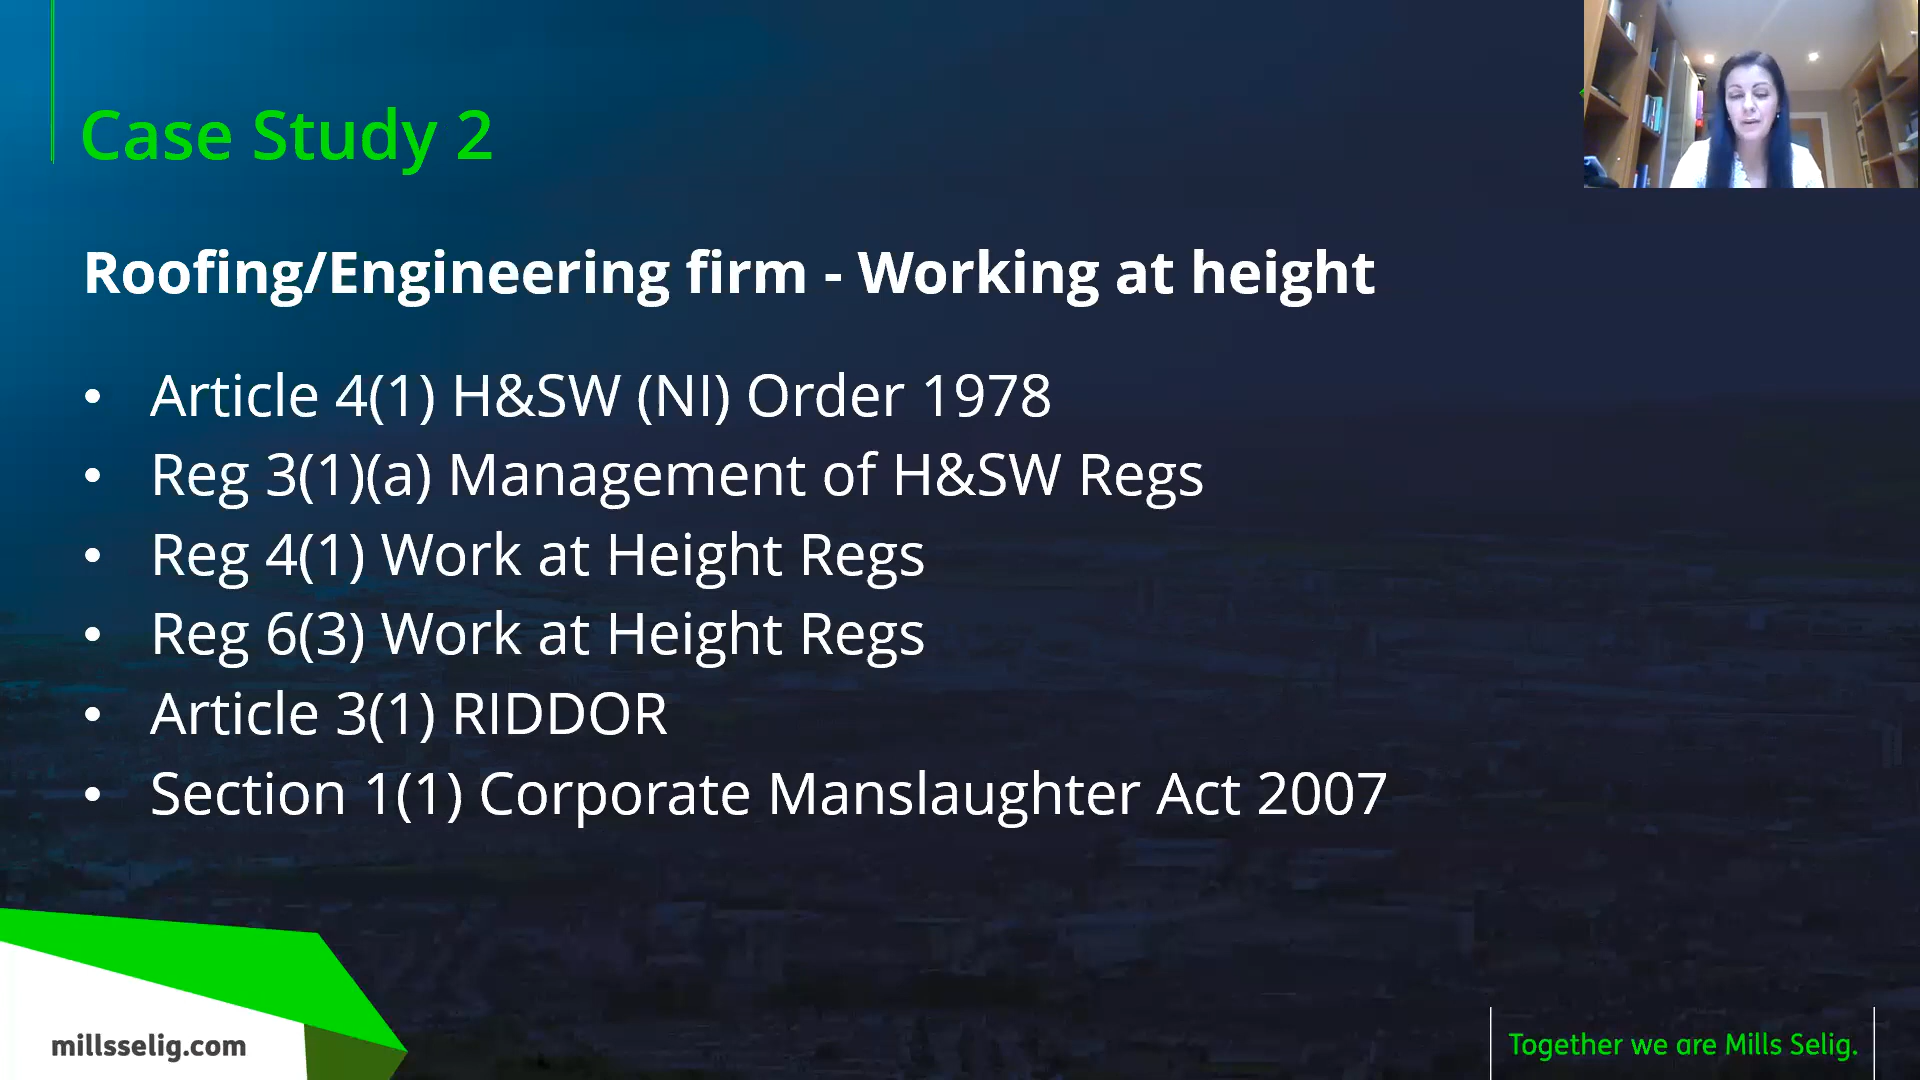 Case Study 2
Roofing/Engineering firm - Working at height
• Article 4(1) H&SW (NI) Order 1978
• Reg 3(1)(a) Management of H&SW Regs
• Reg 4(1) Work at Height Regs
• Reg 6(3) Work at Height Regs
• Article 3(1) RIDDOR
• Section 1(1) Corporate Manslaughter Act 2007
millsselig.com
Together we are Mills Selig.